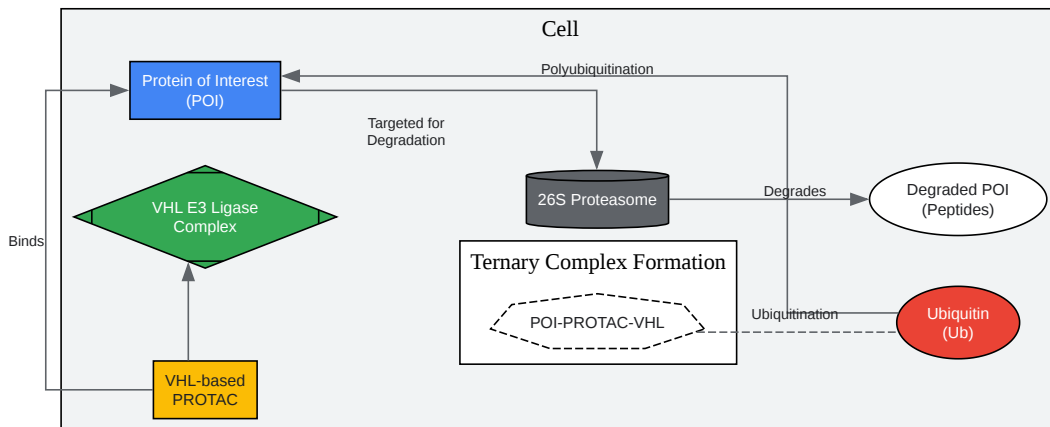 Cell
Polyubiquitination
Protein of Interest
(POI)
Targeted for
Degradation
26S Proteasome
Degrades
Degraded POI
(Peptides)
VHL E3 Ligase
Complex
Binds
Ternary Complex Formation
POI-PROTAC-VHL
Ubiquitination
Ubiquitin
(Ub)
VHL-based
PROTAC